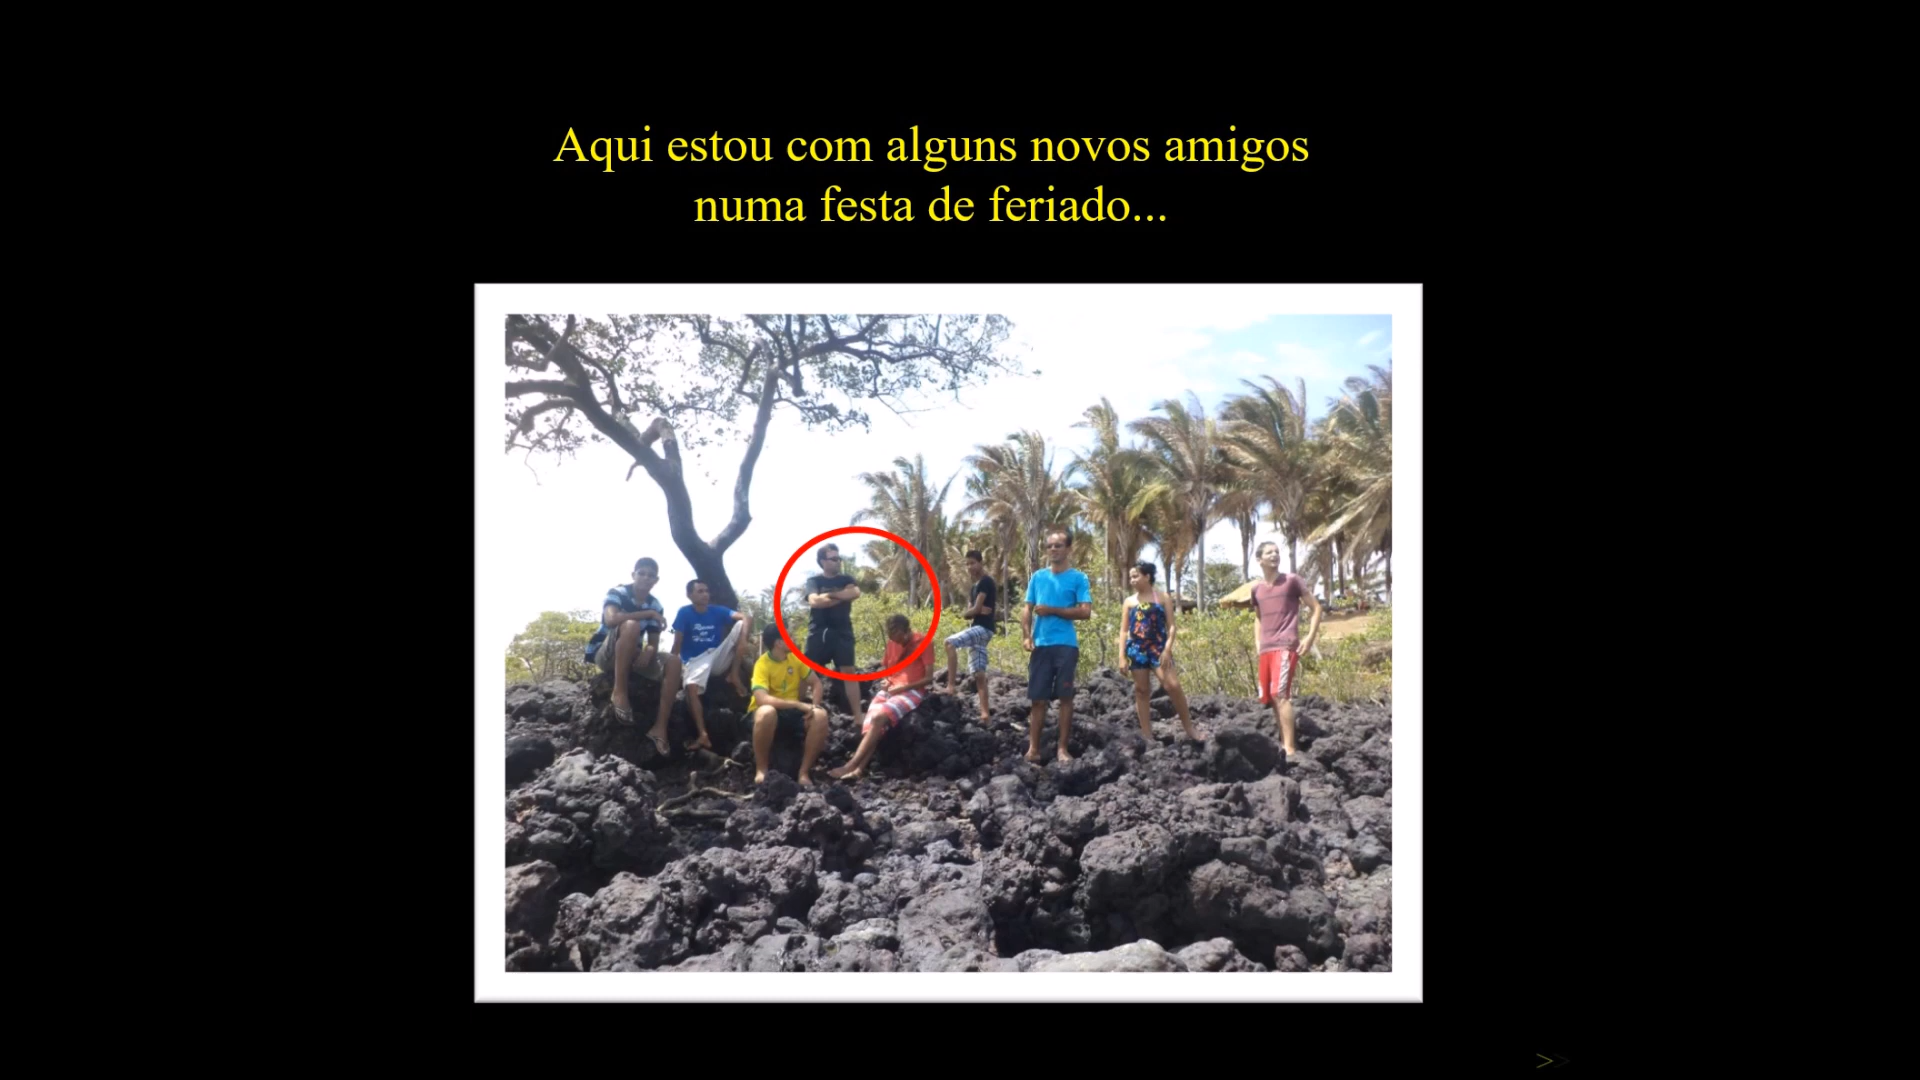 Aqui estou com alguns novos amigos
numa festa de feriado...
>>